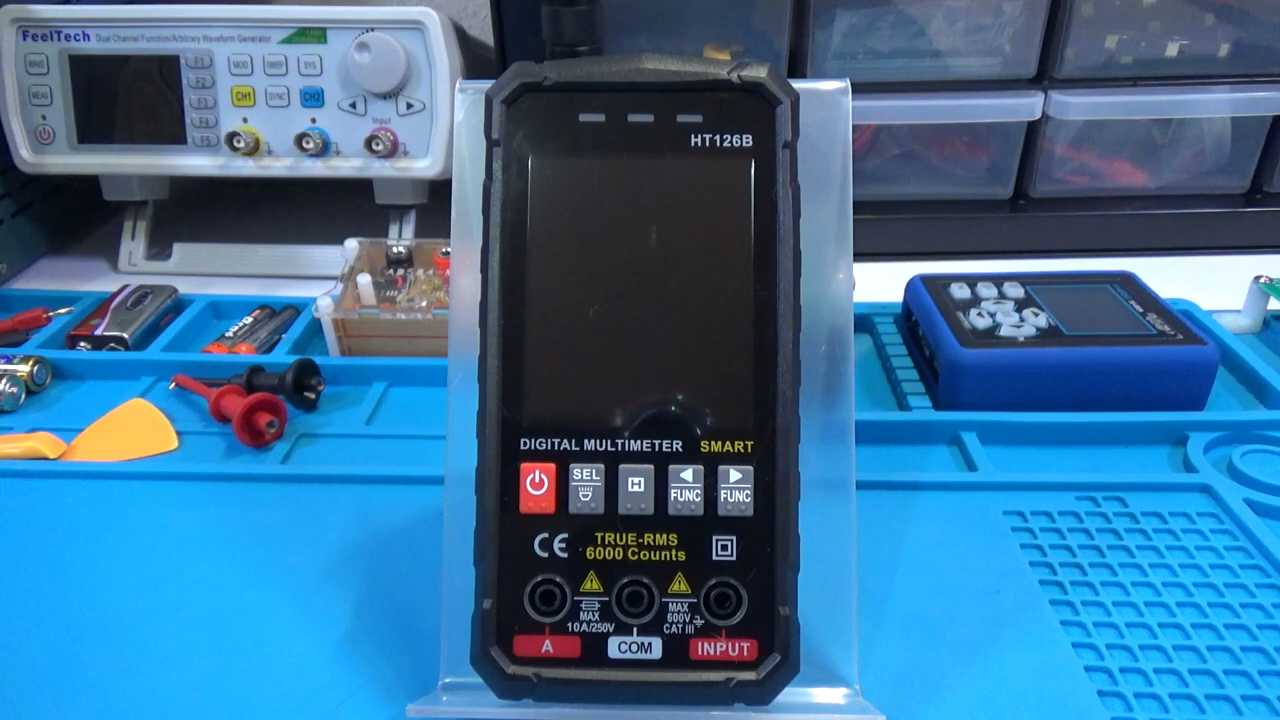 FeelTech Dual Channel Function/Arbitrary Waveform Generator
WAVE
MOD
SWEEP
SYS
F1
F2
MEAS
CH1
SYNC
CH2
F3
F4
F5
Input
HT126B
DIGITAL MULTIMETER SMART
SEL
H
FUNC
FUNC
CE
TRUE-RMS
6000 Counts
MAX
10A/250V
MAX
600V
CAT III
A
COM
INPUT